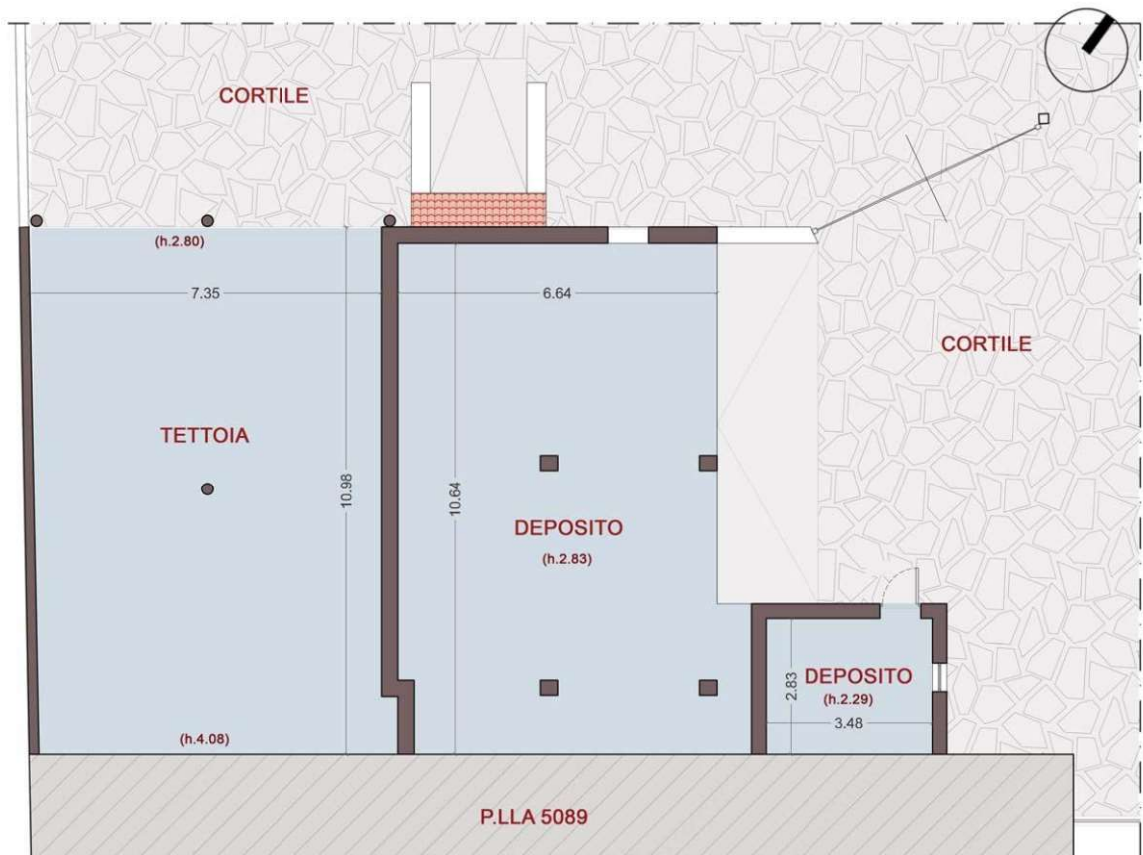 CORTILE
(h.2.80)
7.35
6.64
CORTILE
TETTOIA
10.98
10.64
DEPOSITO
(h.2.83)
2.83
DEPOSITO
(h.2.29)
3.48
(h.4.08)
P.LLA 5089